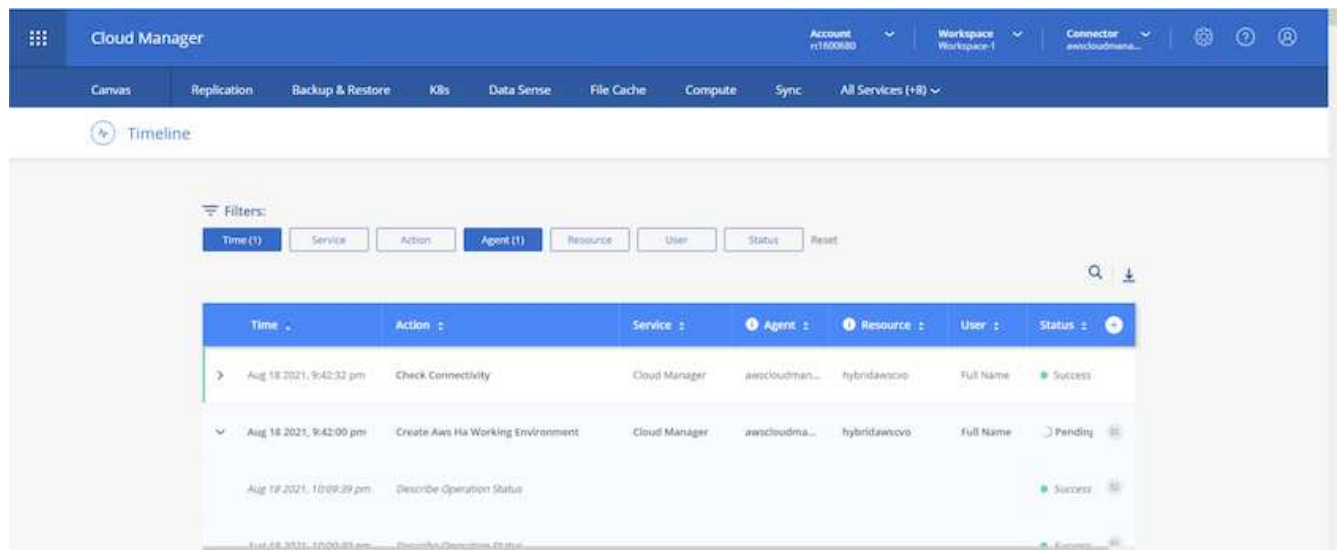 Cloud Manager
Account
Workspace
Workspace-1
Connector
awscloudmana...
Canvas Replication Backup & Restore K8s Data Sense File Cache Compute Sync All Services (+8)
Timeline
Filters:
Time (1) Service Action Agent (1) Resource User Status Reset
Time Action Service Agent Resource User Status
Aug 18 2021, 9:42:32 pm Check Connectivity Cloud Manager awscloudman... hybridawscvo Full Name Success
Aug 18 2021, 9:42:00 pm Create Aws Ha Working Environment Cloud Manager awscloudma... hybridawscvo Full Name Pending
Aug 18 2021, 10:09:39 pm Describe Operation Status Success